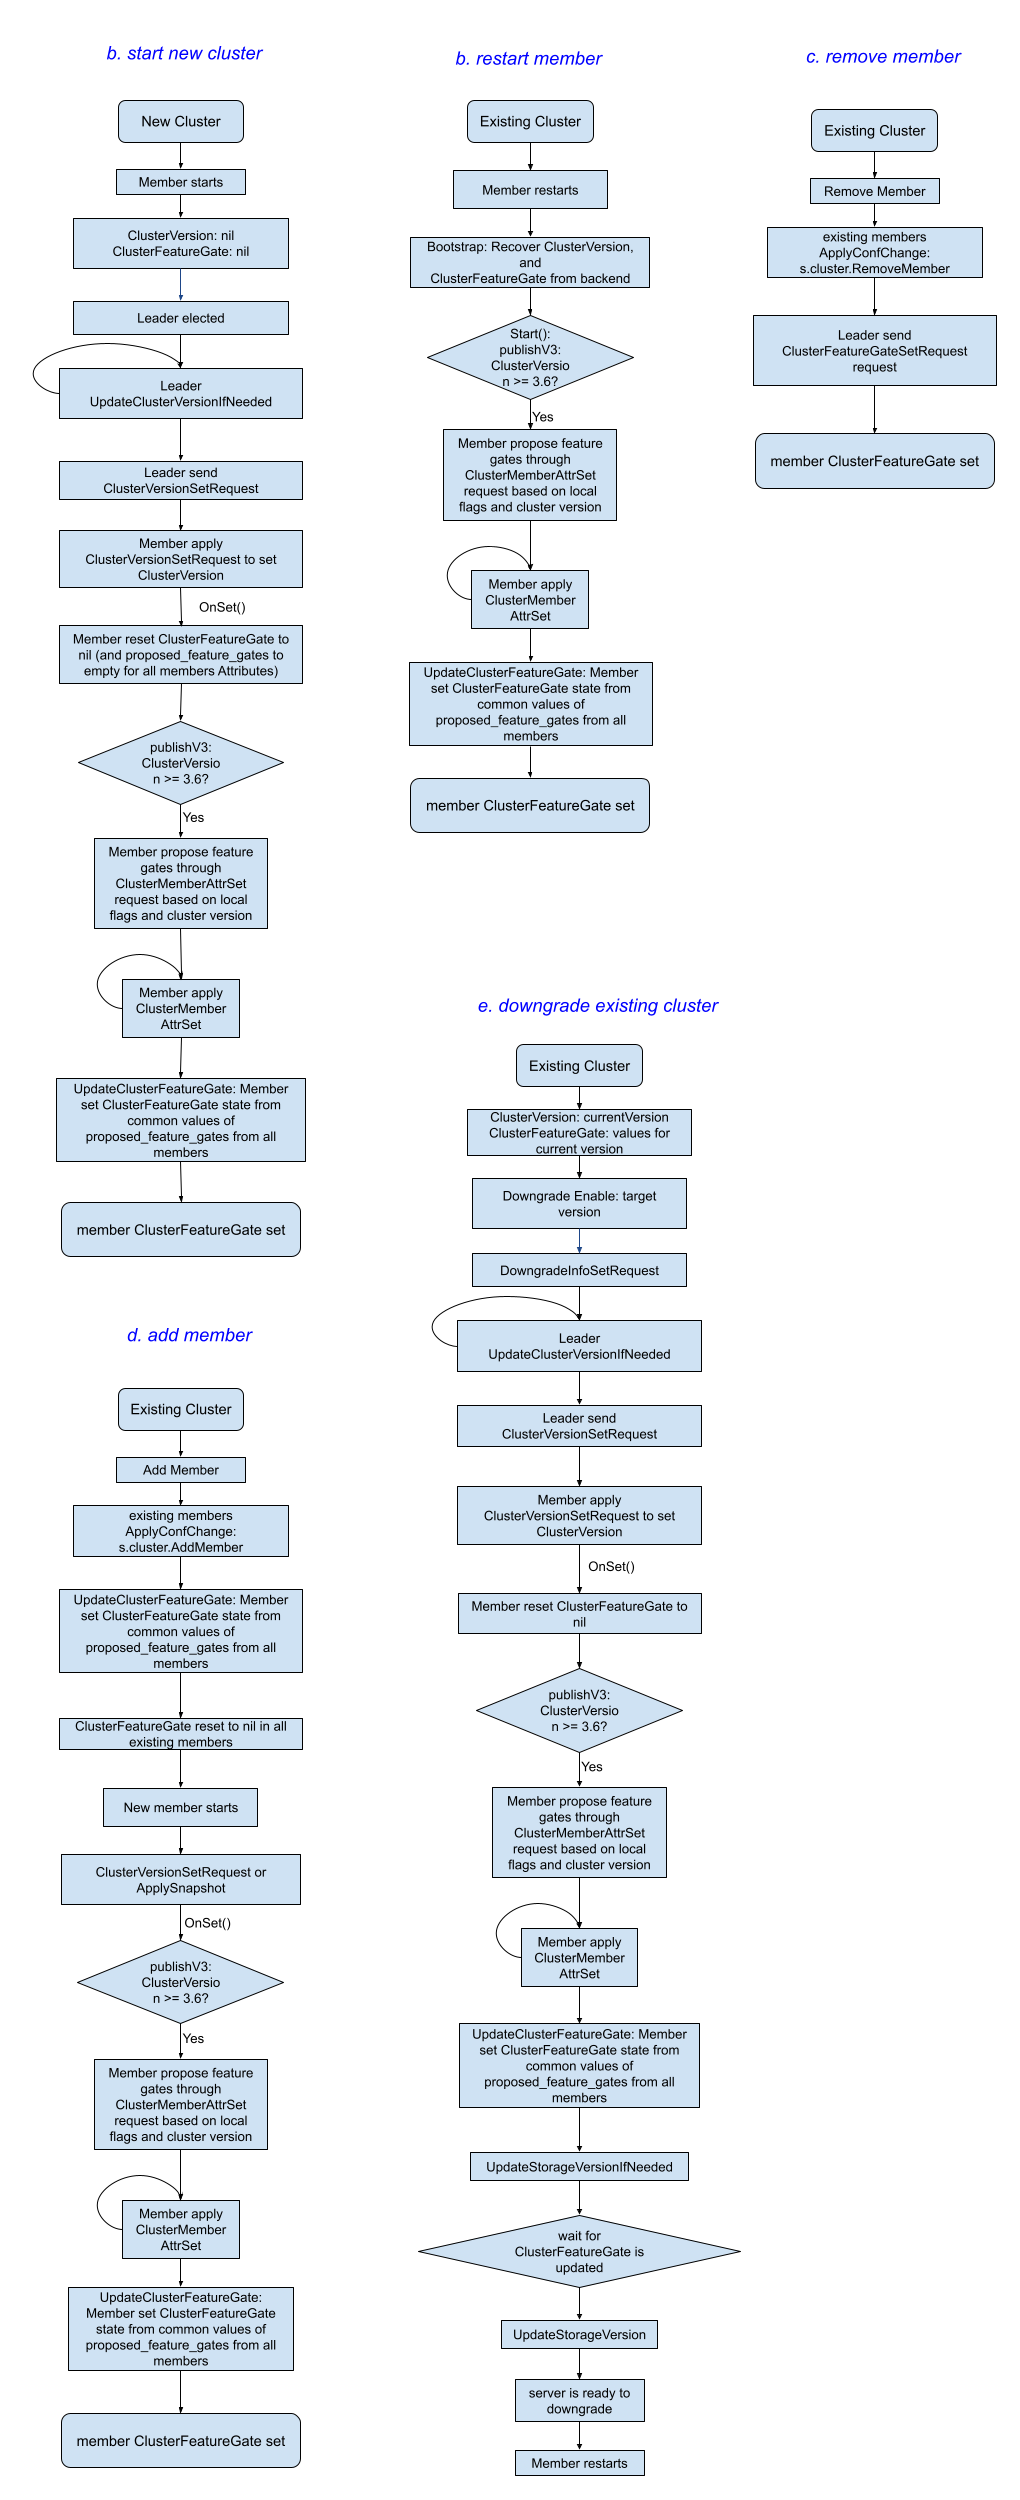 b. start new cluster
New Cluster
Member starts
ClusterVersion: nil
ClusterFeatureGate: nil
Leader elected
Leader
UpdateClusterVersionIfNeeded
Leader send
ClusterVersionSetRequest
Member apply
ClusterVersionSetRequest to set
ClusterVersion
OnSet()
Member reset ClusterFeatureGate to
nil (and proposed_feature_gates to
empty for all members Attributes)
publishV3:
ClusterVersio
n >= 3.6?
Yes
Member propose feature
gates through
ClusterMemberAttrSet
request based on local
flags and cluster version
Member apply
ClusterMember
AttrSet
UpdateClusterFeatureGate: Member
set ClusterFeatureGate state from
common values of
proposed_feature_gates from all
members
member ClusterFeatureGate set
b. restart member
Existing Cluster
Member restarts
Bootstrap: Recover ClusterVersion,
and
ClusterFeatureGate from backend
Start():
publishV3:
ClusterVersio
n >= 3.6?
Yes
Member propose feature
gates through
ClusterMemberAttrSet
request based on local
flags and cluster version
Member apply
ClusterMember
AttrSet
UpdateClusterFeatureGate: Member
set ClusterFeatureGate state from
common values of
proposed_feature_gates from all
members
member ClusterFeatureGate set
c. remove member
Existing Cluster
Remove Member
existing members
ApplyConfChange:
s.cluster.RemoveMember
Leader send
ClusterFeatureGateSetRequest
request
member ClusterFeatureGate set
d. add member
Existing Cluster
Add Member
existing members
ApplyConfChange:
s.cluster.AddMember
UpdateClusterFeatureGate: Member
set ClusterFeatureGate state from
common values of
proposed_feature_gates from all
members
ClusterFeatureGate reset to nil in all
existing members
New member starts
ClusterVersionSetRequest or
ApplySnapshot
OnSet()
publishV3:
ClusterVersio
n >= 3.6?
Yes
Member propose feature
gates through
ClusterMemberAttrSet
request based on local
flags and cluster version
Member apply
ClusterMember
AttrSet
UpdateClusterFeatureGate:
Member set ClusterFeatureGate
state from common values of
proposed_feature_gates from all
members
member ClusterFeatureGate set
e. downgrade existing cluster
Existing Cluster
ClusterVersion: currentVersion
ClusterFeatureGate: values for
current version
Downgrade Enable: target
version
DowngradeInfoSetRequest
Leader
UpdateClusterVersionIfNeeded
Leader send
ClusterVersionSetRequest
Member apply
ClusterVersionSetRequest to set
ClusterVersion
OnSet()
Member reset ClusterFeatureGate to
nil
publishV3:
ClusterVersio
n >= 3.6?
Yes
Member propose feature
gates through
ClusterMemberAttrSet
request based on local
flags and cluster version
Member apply
ClusterMember
AttrSet
UpdateClusterFeatureGate: Member
set ClusterFeatureGate state from
common values of
proposed_feature_gates from all
members
UpdateStorageVersionIfNeeded
wait for
ClusterFeatureGate is
updated
UpdateStorageVersion
server is ready to
downgrade
Member restarts